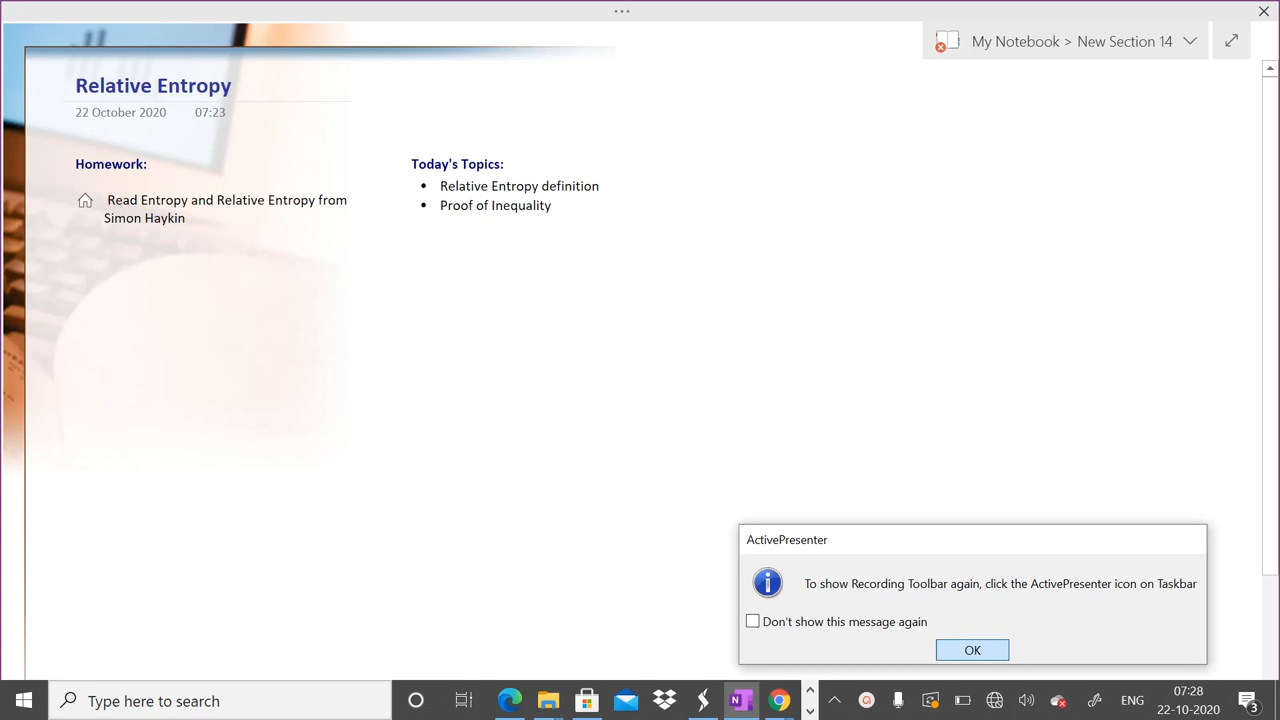 My Notebook > New Section 14
Relative Entropy
22 October 2020 07:23
Homework:
Read Entropy and Relative Entropy from
Simon Haykin
Today's Topics:
• Relative Entropy definition
• Proof of Inequality
ActivePresenter
To show Recording Toolbar again, click the ActivePresenter icon on Taskbar
Don't show this message again
OK
Type here to search
ENG
07:28
22-10-2020
3